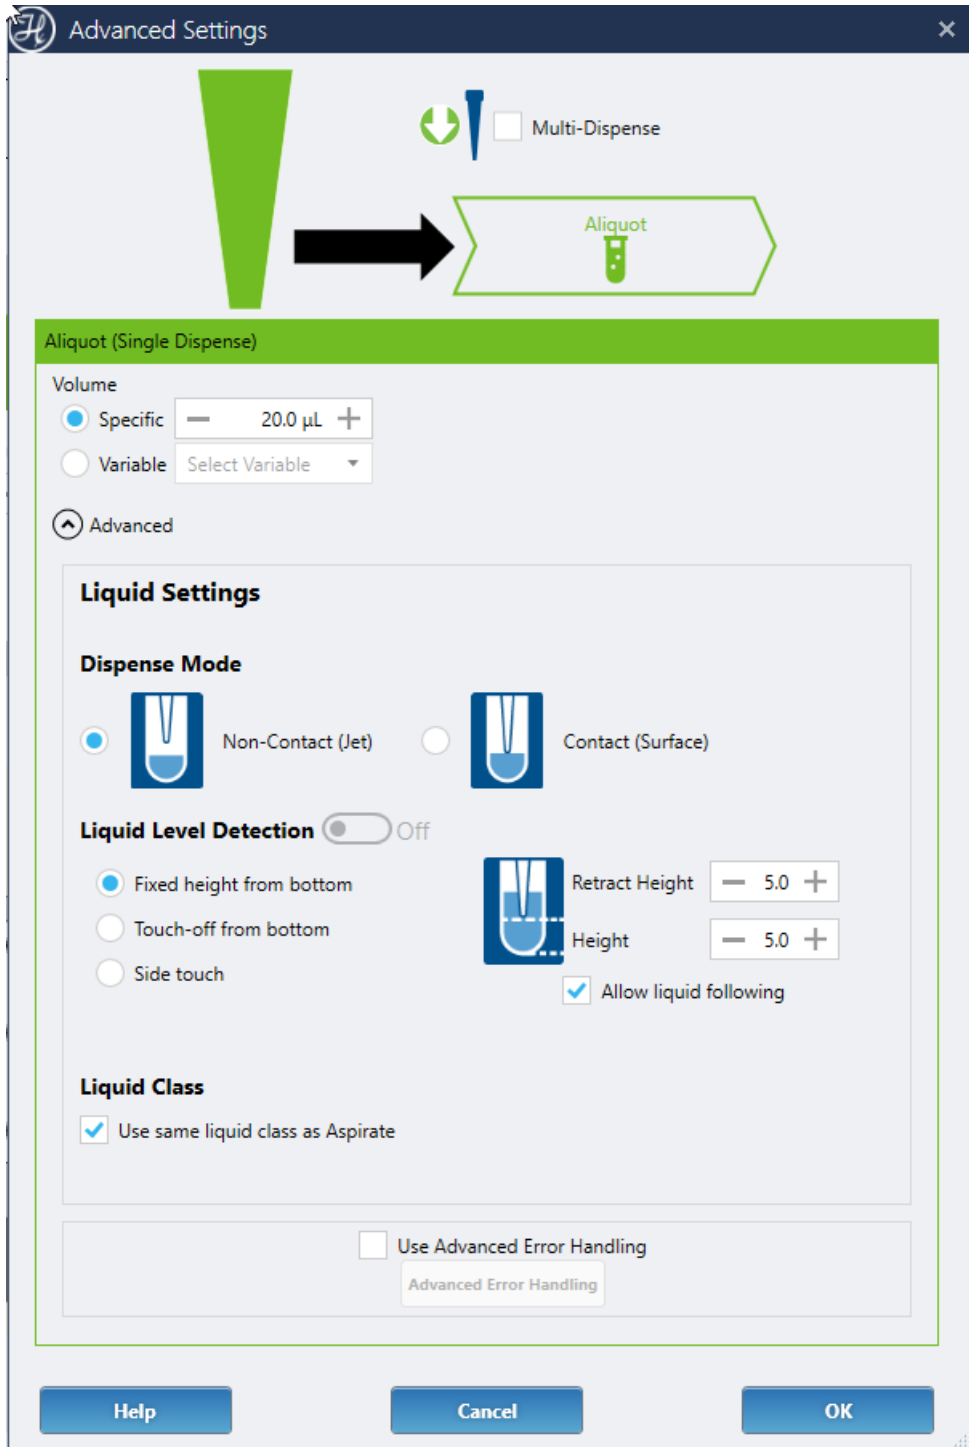 Advanced Settings
Multi-Dispense
Aliquot
Aliquot (Single Dispense)
Volume
Specific 20.0 µL
Variable Select Variable
Advanced
Liquid Settings
Dispense Mode
Non-Contact (Jet) Contact (Surface)
Liquid Level Detection Off
Fixed height from bottom
Touch-off from bottom
Side touch
Retract Height 5.0
Height 5.0
Allow liquid following
Liquid Class
Use same liquid class as Aspirate
Use Advanced Error Handling
Advanced Error Handling
Help Cancel OK